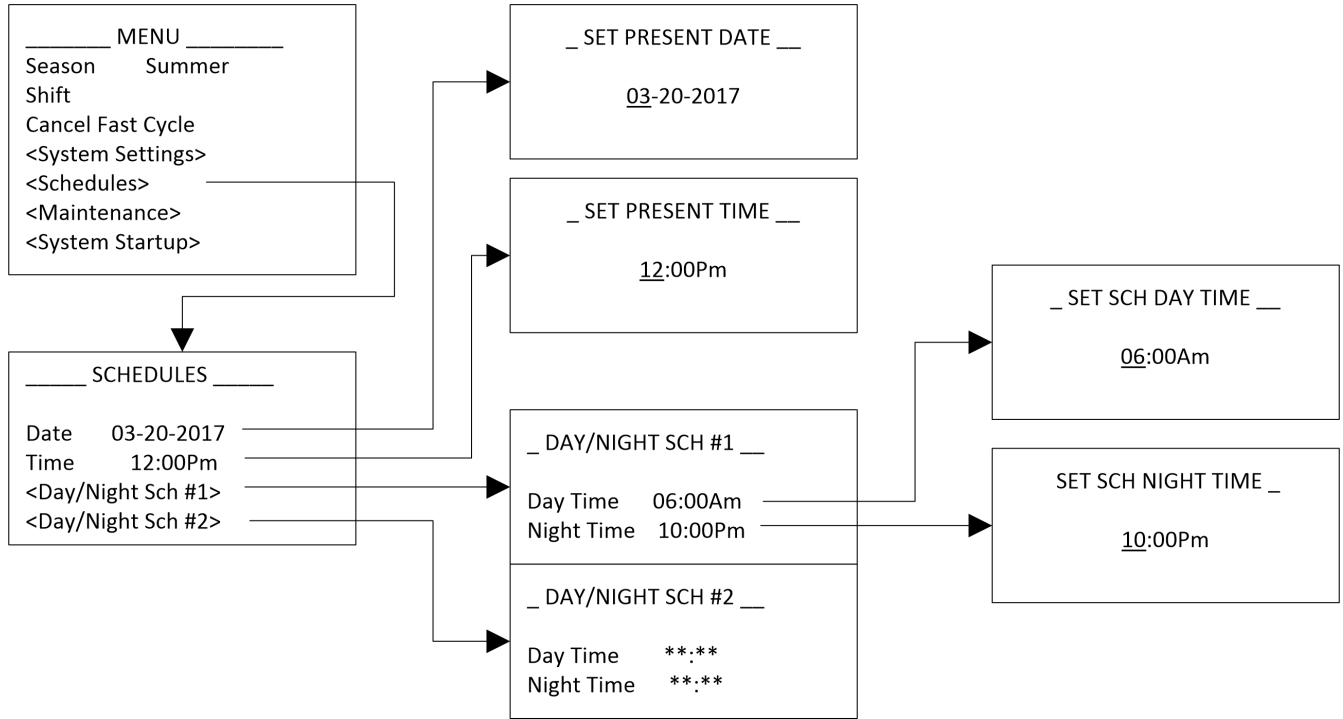 _______ MENU ________
Season Summer
Shift
Cancel Fast Cycle
<System Settings>
<Schedules>
<Maintenance>
<System Startup>
_____ SCHEDULES _____
Date 03-20-2017
Time 12:00Pm
<Day/Night Sch #1>
<Day/Night Sch #2>
_ SET PRESENT DATE __
03-20-2017
_ SET PRESENT TIME __
12:00Pm
_ DAY/NIGHT SCH #1 __
Day Time 06:00Am
Night Time 10:00Pm
_ DAY/NIGHT SCH #2 __
Day Time **:**
Night Time **:**
_ SET SCH DAY TIME __
06:00Am
SET SCH NIGHT TIME _
10:00Pm